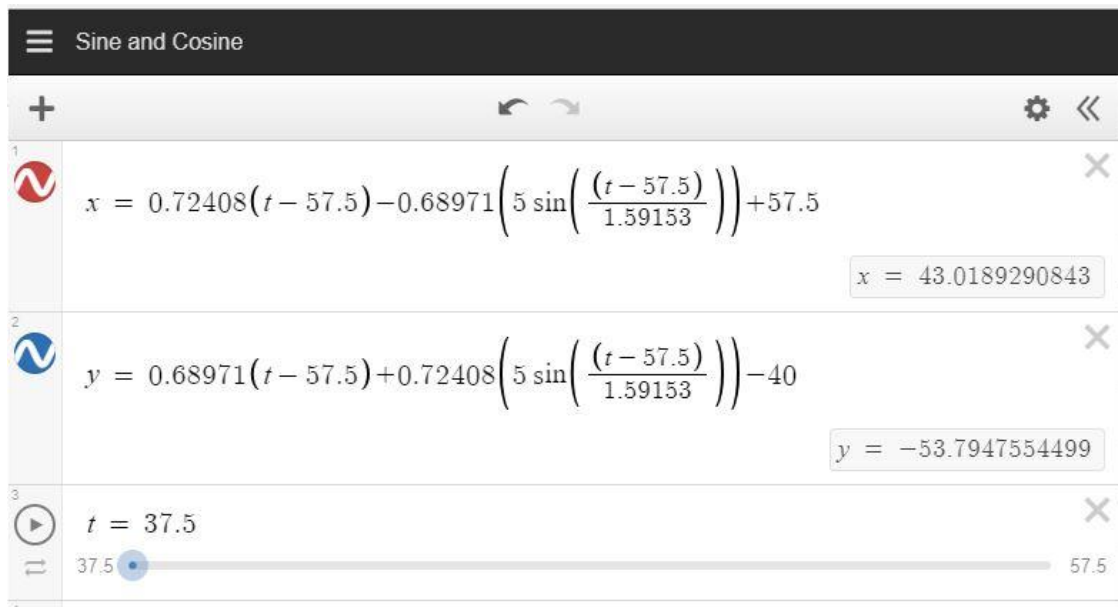 Sine and Cosine
1
x = 0.72408(t − 57.5)−0.68971(5 sin((t − 57.5)/1.59153))+57.5
x = 43.0189290843
2
y = 0.68971(t − 57.5)+0.72408(5 sin((t − 57.5)/1.59153))−40
y = −53.7947554499
3
t = 37.5
37.5 57.5